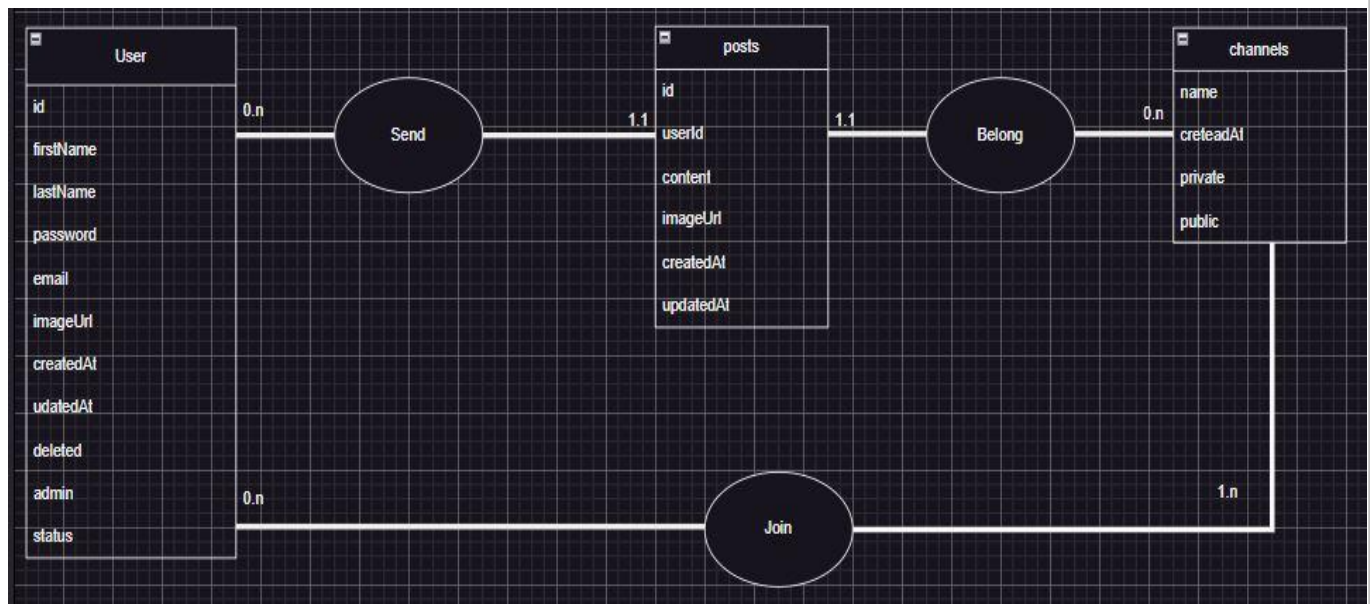 User
id
firstName
lastName
password
email
imageUrl
createdAt
udatedAt
deleted
admin
status
0.n
Send
1.1
posts
id
userId
content
imageUrl
createdAt
updatedAt
1.1
Belong
0.n
channels
name
creteadAt
private
public
0.n
Join
1.n